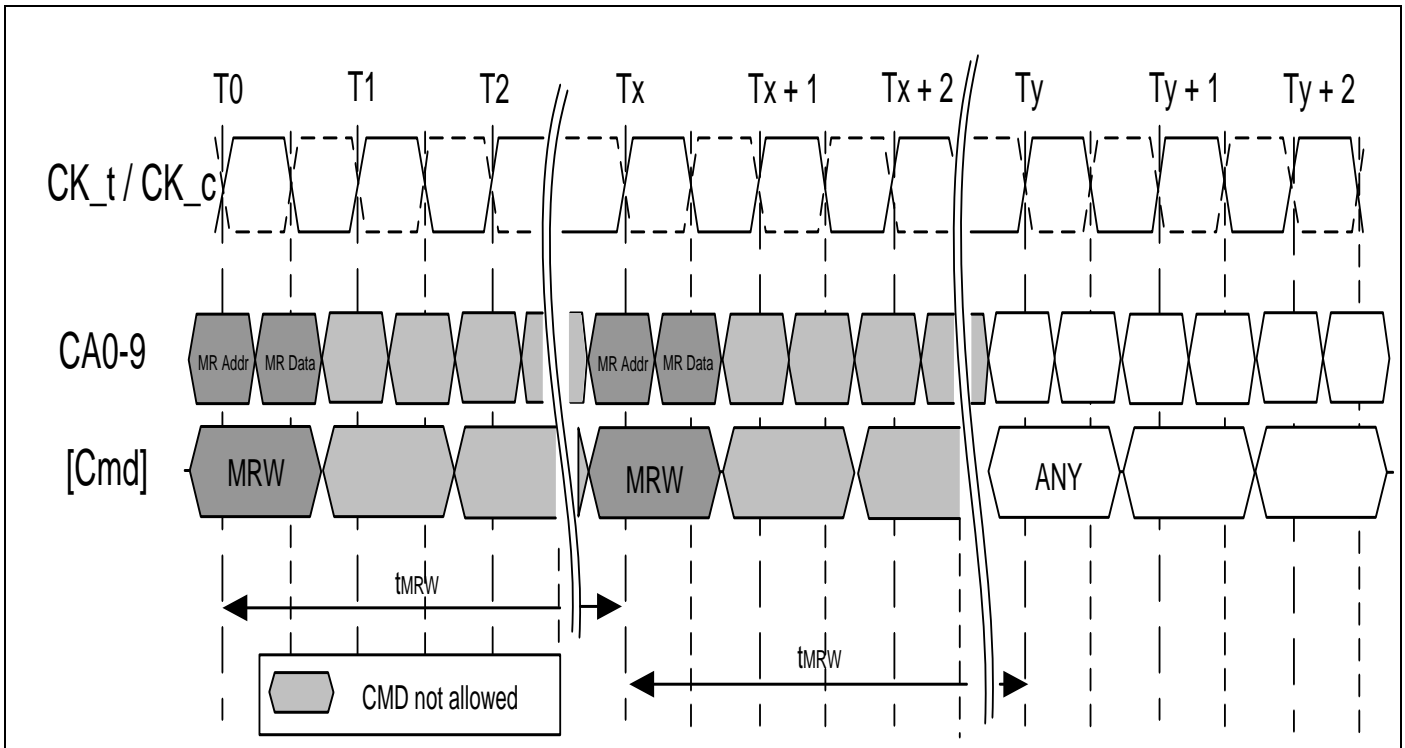 T0 T1 T2 Tx Tx + 1 Tx + 2 Ty Ty + 1 Ty + 2
CK_t / CK_c
CA0-9 MR Addr MR Data MR Addr MR Data
[Cmd] MRW MRW ANY
tMRW
tMRW
CMD not allowed